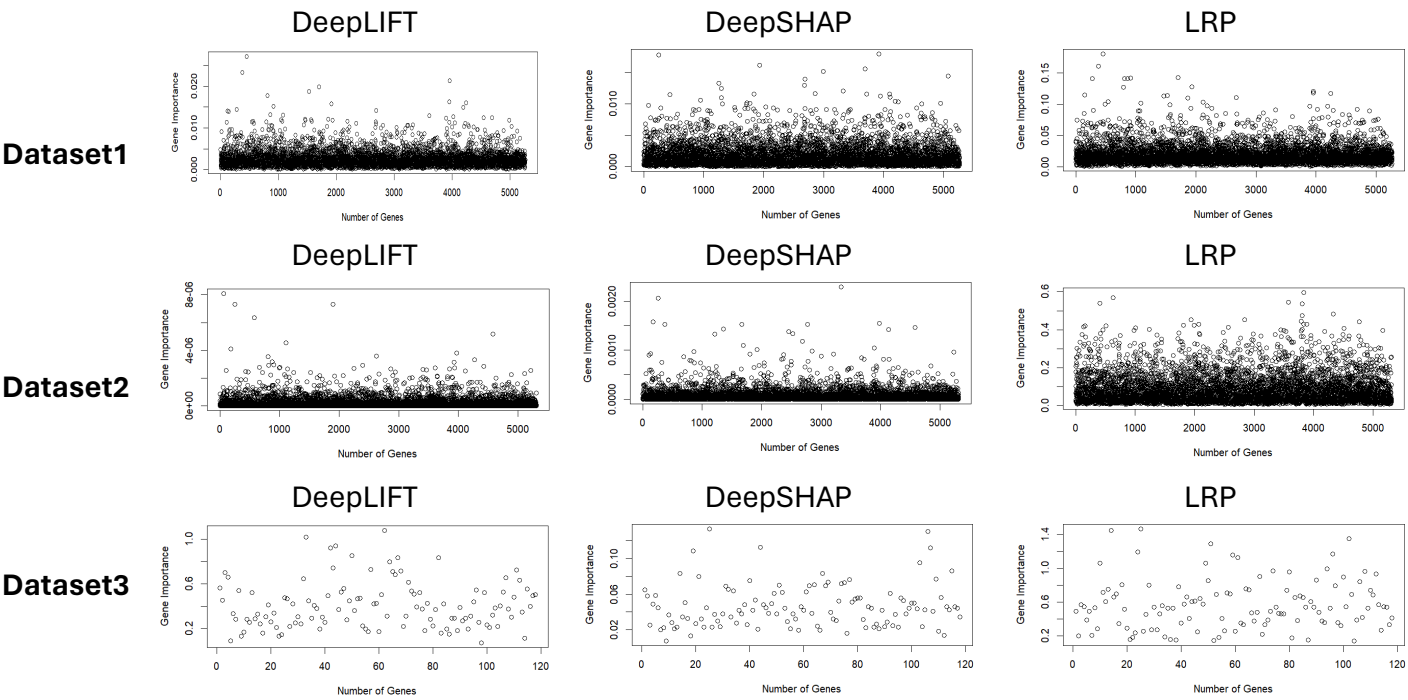 DeepLIFT DeepSHAP LRP
Dataset1
Gene Importance
0.000 0.010 0.020
0 1000 2000 3000 4000 5000
Number of Genes
Gene Importance
0.000 0.010
0 1000 2000 3000 4000 5000
Number of Genes
Gene Importance
0.00 0.05 0.10 0.15
0 1000 2000 3000 4000 5000
Number of Genes
DeepLIFT DeepSHAP LRP
Dataset2
Gene Importance
0e+00 4e-06 8e-06
0 1000 2000 3000 4000 5000
Number of Genes
Gene Importance
0.0000 0.0010 0.0020
0 1000 2000 3000 4000 5000
Number of Genes
Gene Importance
0.0 0.2 0.4 0.6
0 1000 2000 3000 4000 5000
Number of Genes
DeepLIFT DeepSHAP LRP
Dataset3
Gene Importance
0.2 0.6 1.0
0 20 40 60 80 100 120
Number of Genes
Gene Importance
0.02 0.06 0.10
0 20 40 60 80 100 120
Number of Genes
Gene Importance
0.2 0.6 1.0 1.4
0 20 40 60 80 100 120
Number of Genes